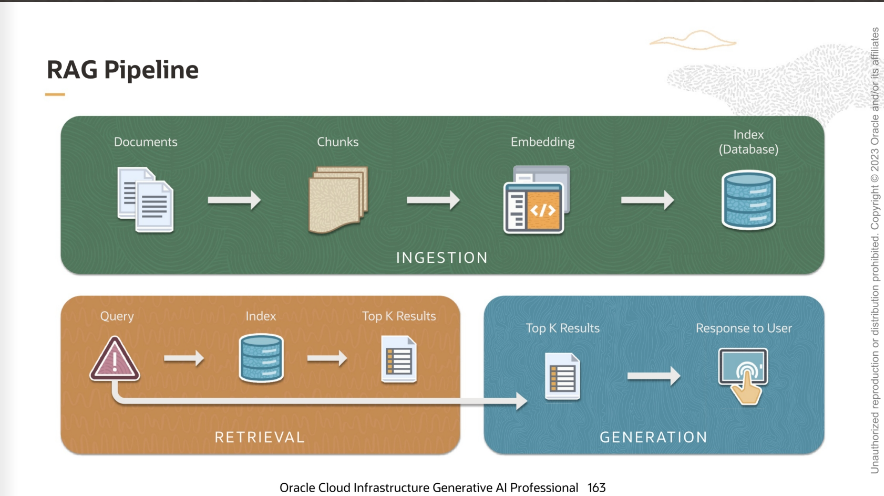 RAG Pipeline
Documents
Chunks
Embedding
Index
(Database)
INGESTION
Query
Index
Top K Results
RETRIEVAL
Top K Results
Response to User
GENERATION
Oracle Cloud Infrastructure Generative AI Professional 163
Unauthorized reproduction or distribution prohibited. Copyright © 2023 Oracle and/or its affiliates